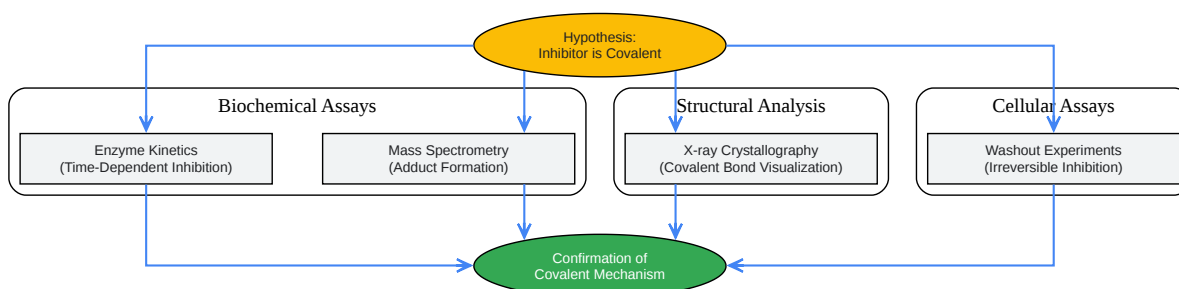 Hypothesis:
Inhibitor is Covalent
Biochemical Assays
Structural Analysis
Cellular Assays
Enzyme Kinetics
(Time-Dependent Inhibition)
Mass Spectrometry
(Adduct Formation)
X-ray Crystallography
(Covalent Bond Visualization)
Washout Experiments
(Irreversible Inhibition)
Confirmation of
Covalent Mechanism